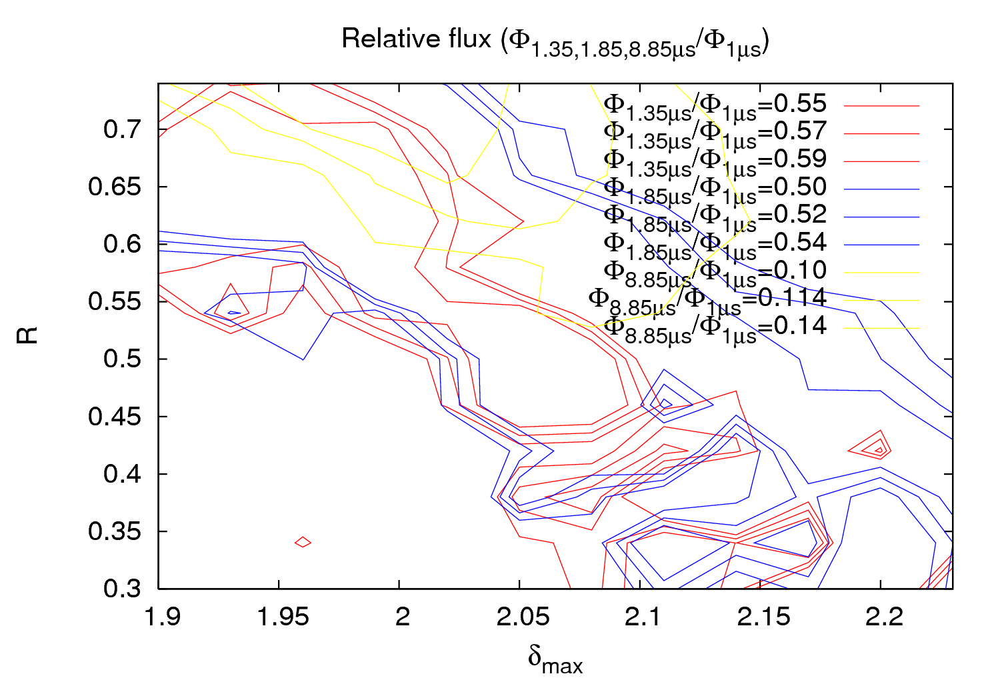 Relative flux (Φ1.35,1.85,8.85μs/Φ1μs)
Φ1.35μs/Φ1μs=0.55
Φ1.35μs/Φ1μs=0.57
Φ1.35μs/Φ1μs=0.59
Φ1.85μs/Φ1μs=0.50
Φ1.85μs/Φ1μs=0.52
Φ1.85μs/Φ1μs=0.54
Φ8.85μs/Φ1μs=0.10
Φ8.85μs/Φ1μs=0.114
Φ8.85μs/Φ1μs=0.14
0.7
0.65
0.6
0.55
0.5
0.45
0.4
0.35
0.3
R
1.9 1.95 2 2.05 2.1 2.15 2.2
δmax